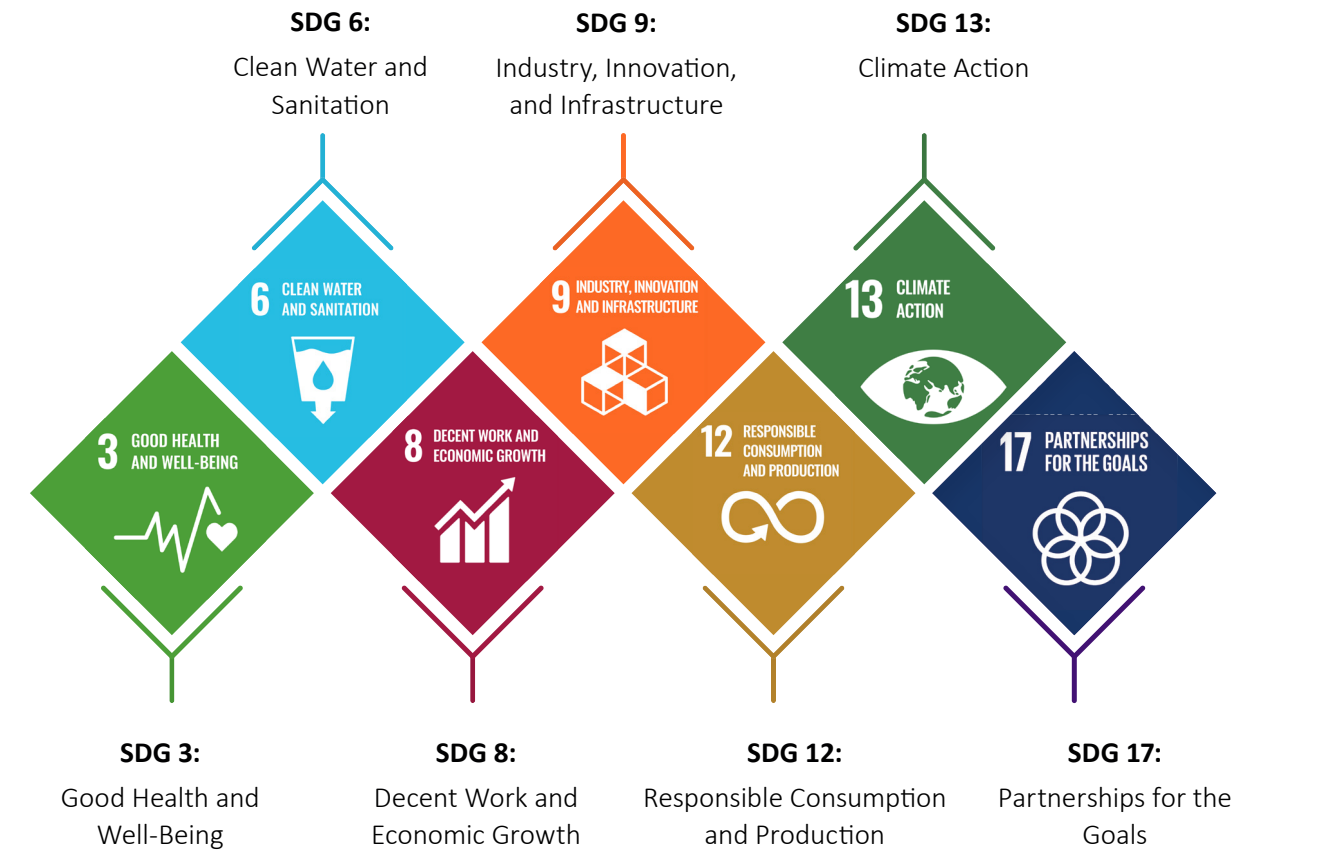 SDG 6:
Clean Water and
Sanitation
SDG 9:
Industry, Innovation,
and Infrastructure
SDG 13:
Climate Action
6 CLEAN WATER
AND SANITATION
9 INDUSTRY, INNOVATION
AND INFRASTRUCTURE
13 CLIMATE
ACTION
3 GOOD HEALTH
AND WELL-BEING
8 DECENT WORK AND
ECONOMIC GROWTH
12 RESPONSIBLE
CONSUMPTION
AND PRODUCTION
17 PARTNERSHIPS
FOR THE GOALS
SDG 3:
Good Health and
Well-Being
SDG 8:
Decent Work and
Economic Growth
SDG 12:
Responsible Consumption
and Production
SDG 17:
Partnerships for the
Goals